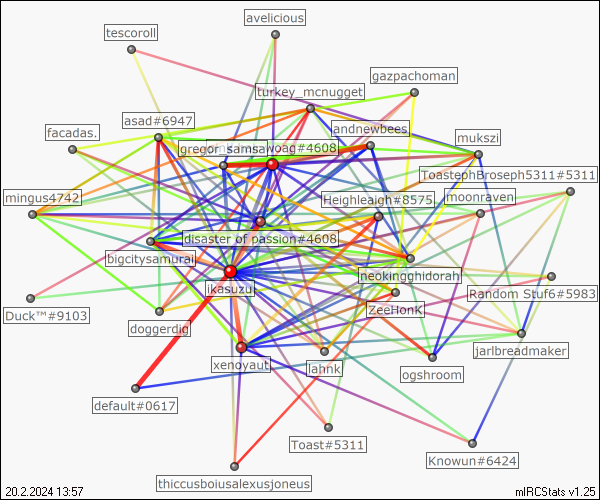 avelicious
tescoroll
gazpachoman
turkey_mcnugget
asad#6947
andnewbees
facadas.
mukszi
gregor_samsa
#4608
ToastephBroseph5311#5311
mingus4742
Heighleaigh#8575
moonraven
disaster of passion#4608
bigcitysamurai
neokingghidorah
jkasuzu
Random Stuf6#5983
Duck™#9103
ZeeHonK
doggerdig
jarlbreadmaker
xenoyaut
lahnK
ogshroom
default#0617
Toast#5311
Knowun#6424
thiccusboiusalexusjoneus
20.2.2024 13:57
mIRCStats v1.25